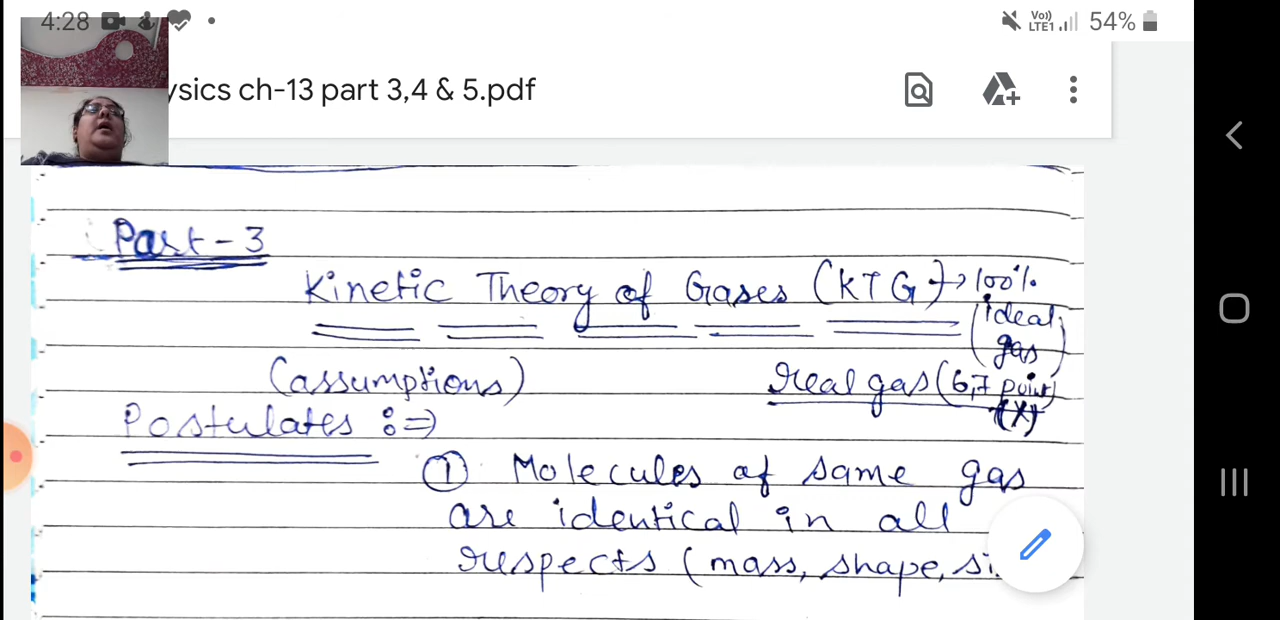 4:28
Vo))
LTE1
54%
ysics ch-13 part 3,4 & 5.pdf
Part - 3
Kinetic Theory of Gases (KTG) → 100%
(ideal gas)
(assumptions)
real gas (6,7 point)
(X)
Postulates :⇒
① Molecules of same gas
are identical in all
respects (mass, shape, si